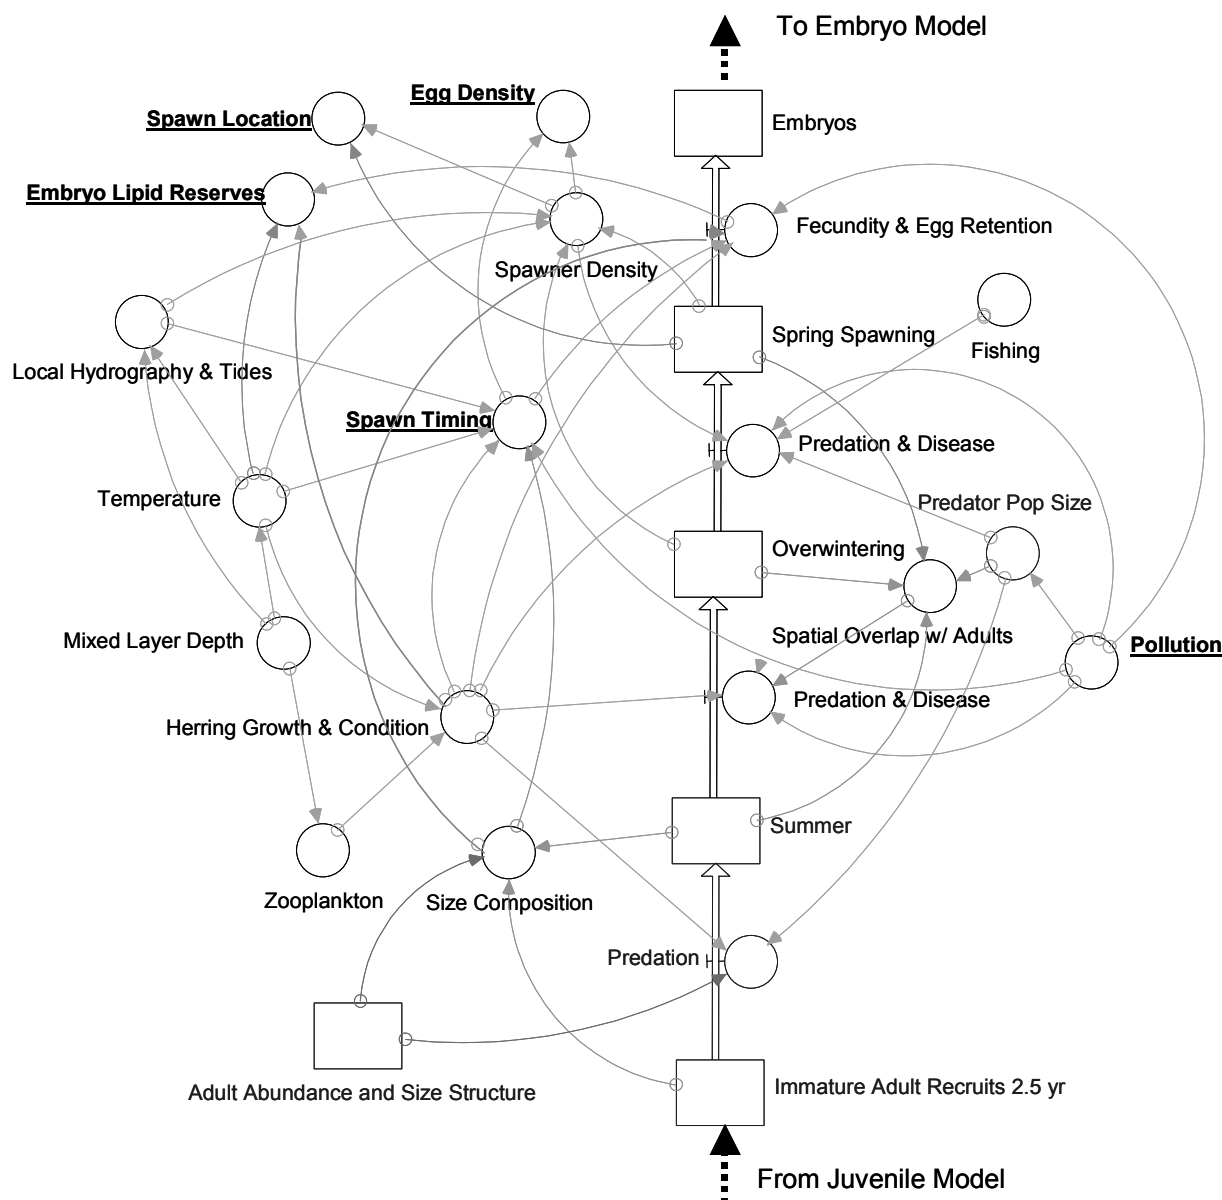 To Embryo Model
Egg Density
Spawn Location
Embryos
Embryo Lipid Reserves
Fecundity & Egg Retention
Spawner Density
Spring Spawning
Fishing
Local Hydrography & Tides
Spawn Timing
Predation & Disease
Temperature
Predator Pop Size
Overwintering
Mixed Layer Depth
Spatial Overlap w/ Adults
Pollution
Predation & Disease
Herring Growth & Condition
Summer
Zooplankton
Size Composition
Predation
Adult Abundance and Size Structure
Immature Adult Recruits 2.5 yr
From Juvenile Model